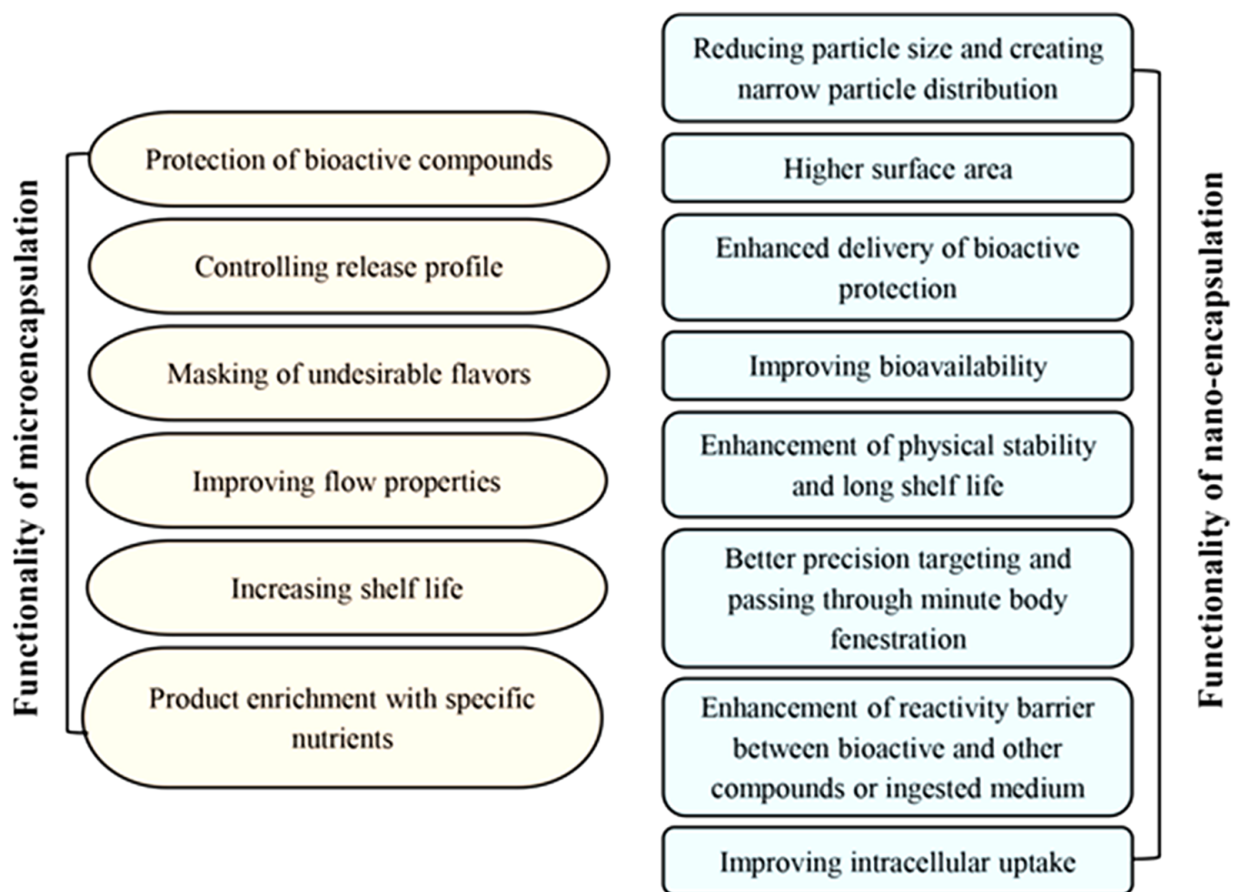 Functionality of microencapsulation
Protection of bioactive compounds
Controlling release profile
Masking of undesirable flavors
Improving flow properties
Increasing shelf life
Product enrichment with specific
nutrients
Reducing particle size and creating
narrow particle distribution
Higher surface area
Enhanced delivery of bioactive
protection
Improving bioavailability
Enhancement of physical stability
and long shelf life
Better precision targeting and
passing through minute body
fenestration
Enhancement of reactivity barrier
between bioactive and other
compounds or ingested medium
Improving intracellular uptake
Functionality of nano-encapsulation